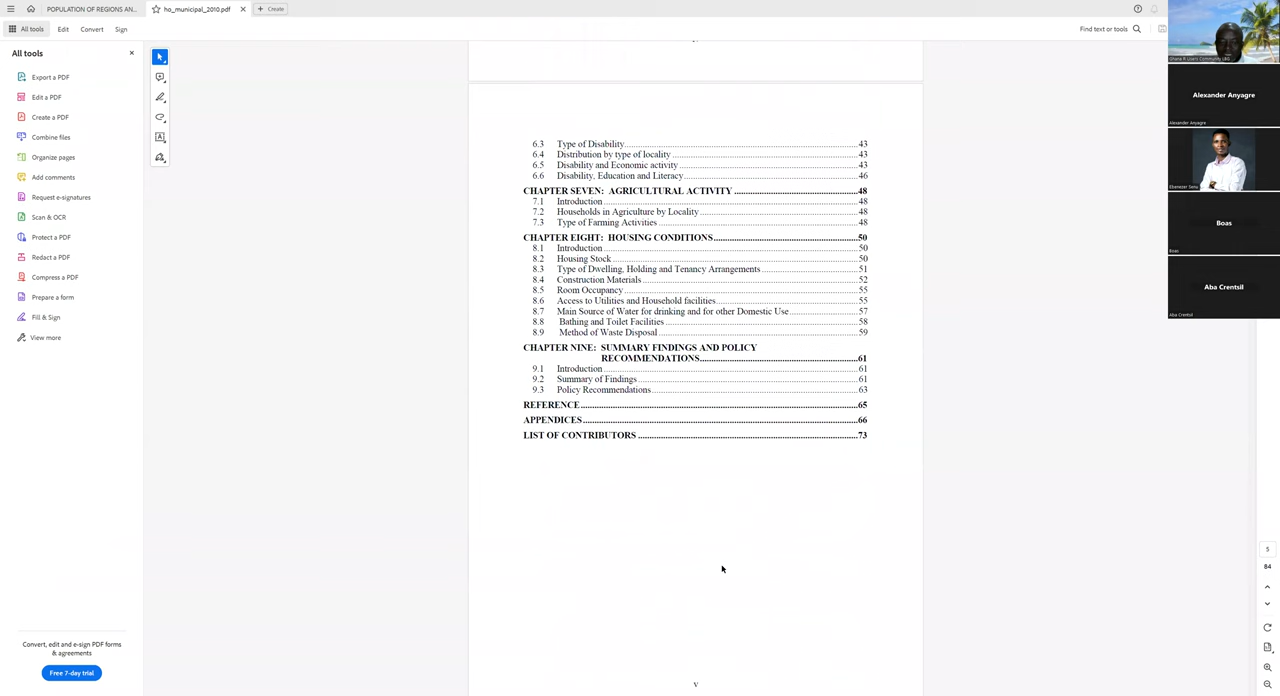 POPULATION OF REGIONS AN...
ho_municipal_2010.pdf
Create
All tools
Edit
Convert
Sign
Find text or tools
All tools
Export a PDF
Edit a PDF
Create a PDF
Combine files
Organize pages
Add comments
Request e-signatures
Scan & OCR
Protect a PDF
Redact a PDF
Compress a PDF
Prepare a form
Fill & Sign
View more
Convert, edit and e-sign PDF forms
& agreements
Free 7-day trial
6.3 Type of Disability 43
6.4 Distribution by type of locality 43
6.5 Disability and Economic activity 43
6.6 Disability, Education and Literacy 46
CHAPTER SEVEN: AGRICULTURAL ACTIVITY 48
7.1 Introduction 48
7.2 Households in Agriculture by Locality 48
7.3 Type of Farming Activities 48
CHAPTER EIGHT: HOUSING CONDITIONS 50
8.1 Introduction 50
8.2 Housing Stock 50
8.3 Type of Dwelling, Holding and Tenancy Arrangements 51
8.4 Construction Materials 52
8.5 Room Occupancy 55
8.6 Access to Utilities and Household facilities 55
8.7 Main Source of Water for drinking and for other Domestic Use 57
8.8 Bathing and Toilet Facilities 58
8.9 Method of Waste Disposal 59
CHAPTER NINE: SUMMARY FINDINGS AND POLICY
RECOMMENDATIONS 61
9.1 Introduction 61
9.2 Summary of Findings 61
9.3 Policy Recommendations 63
REFERENCE 65
APPENDICES 66
LIST OF CONTRIBUTORS 73
v
Ghana R Users Community LBG
Alexander Anyagre
Alexander Anyagre
Boas
Boas
Aba Crentsil
Aba Crentsil
5
84